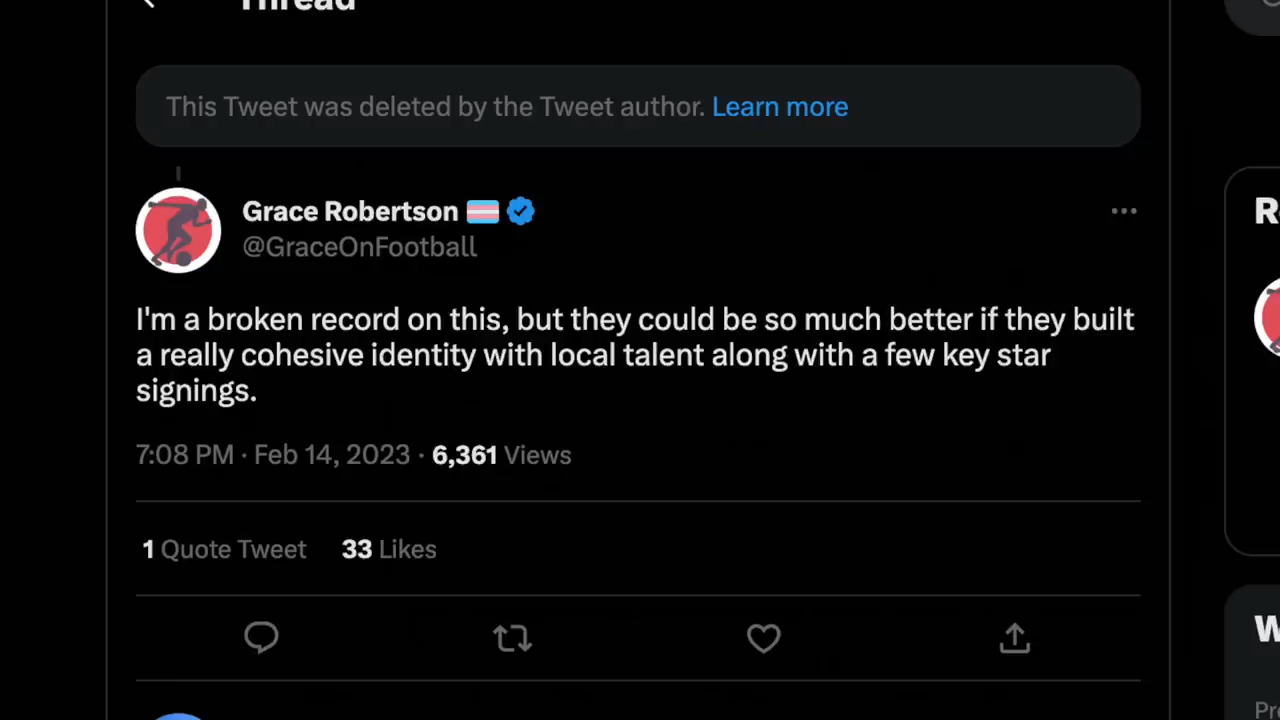 Thread
This Tweet was deleted by the Tweet author. Learn more
Grace Robertson
@GraceOnFootball
I'm a broken record on this, but they could be so much better if they built
a really cohesive identity with local talent along with a few key star
signings.
7:08 PM · Feb 14, 2023 · 6,361 Views
1 Quote Tweet 33 Likes
R
W